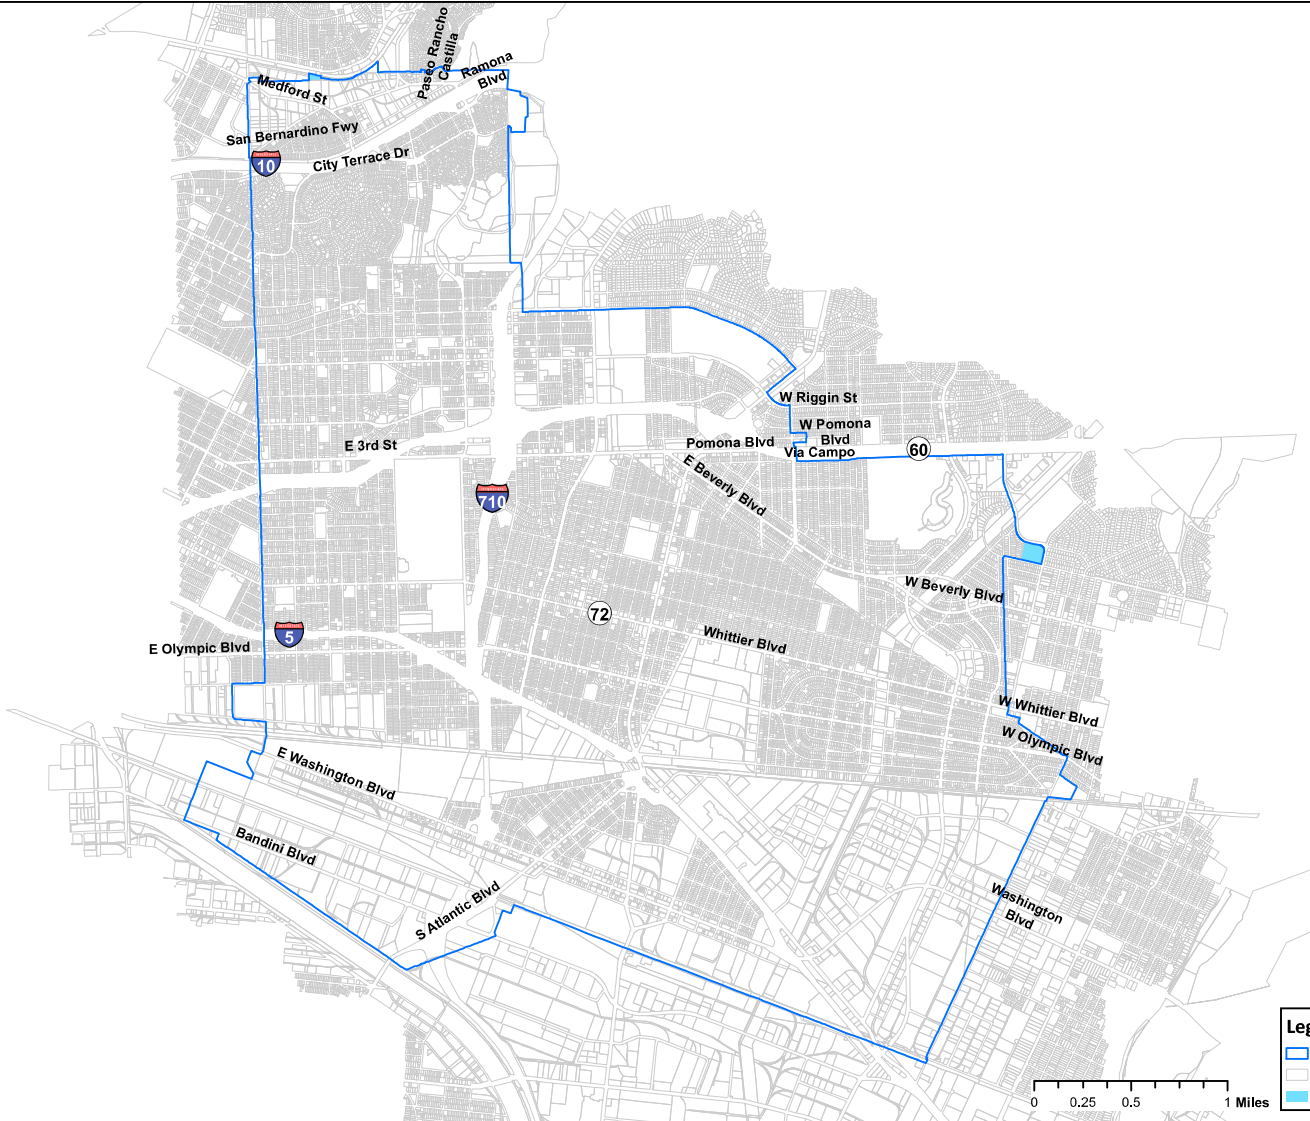 Paseo Rancho
Castilla
Ramona
Blvd
Medford St
San Bernardino Fwy
10
City Terrace Dr
W Riggin St
W Pomona
Blvd
Pomona Blvd
Via Campo
60
E 3rd St
E Beverly Blvd
710
W Beverly Blvd
72
Whittier Blvd
5
E Olympic Blvd
W Whittier Blvd
W Olympic Blvd
E Washington Blvd
Bandini Blvd
S Atlantic Blvd
Washington
Blvd
Leg
0 0.25 0.5 1 Miles